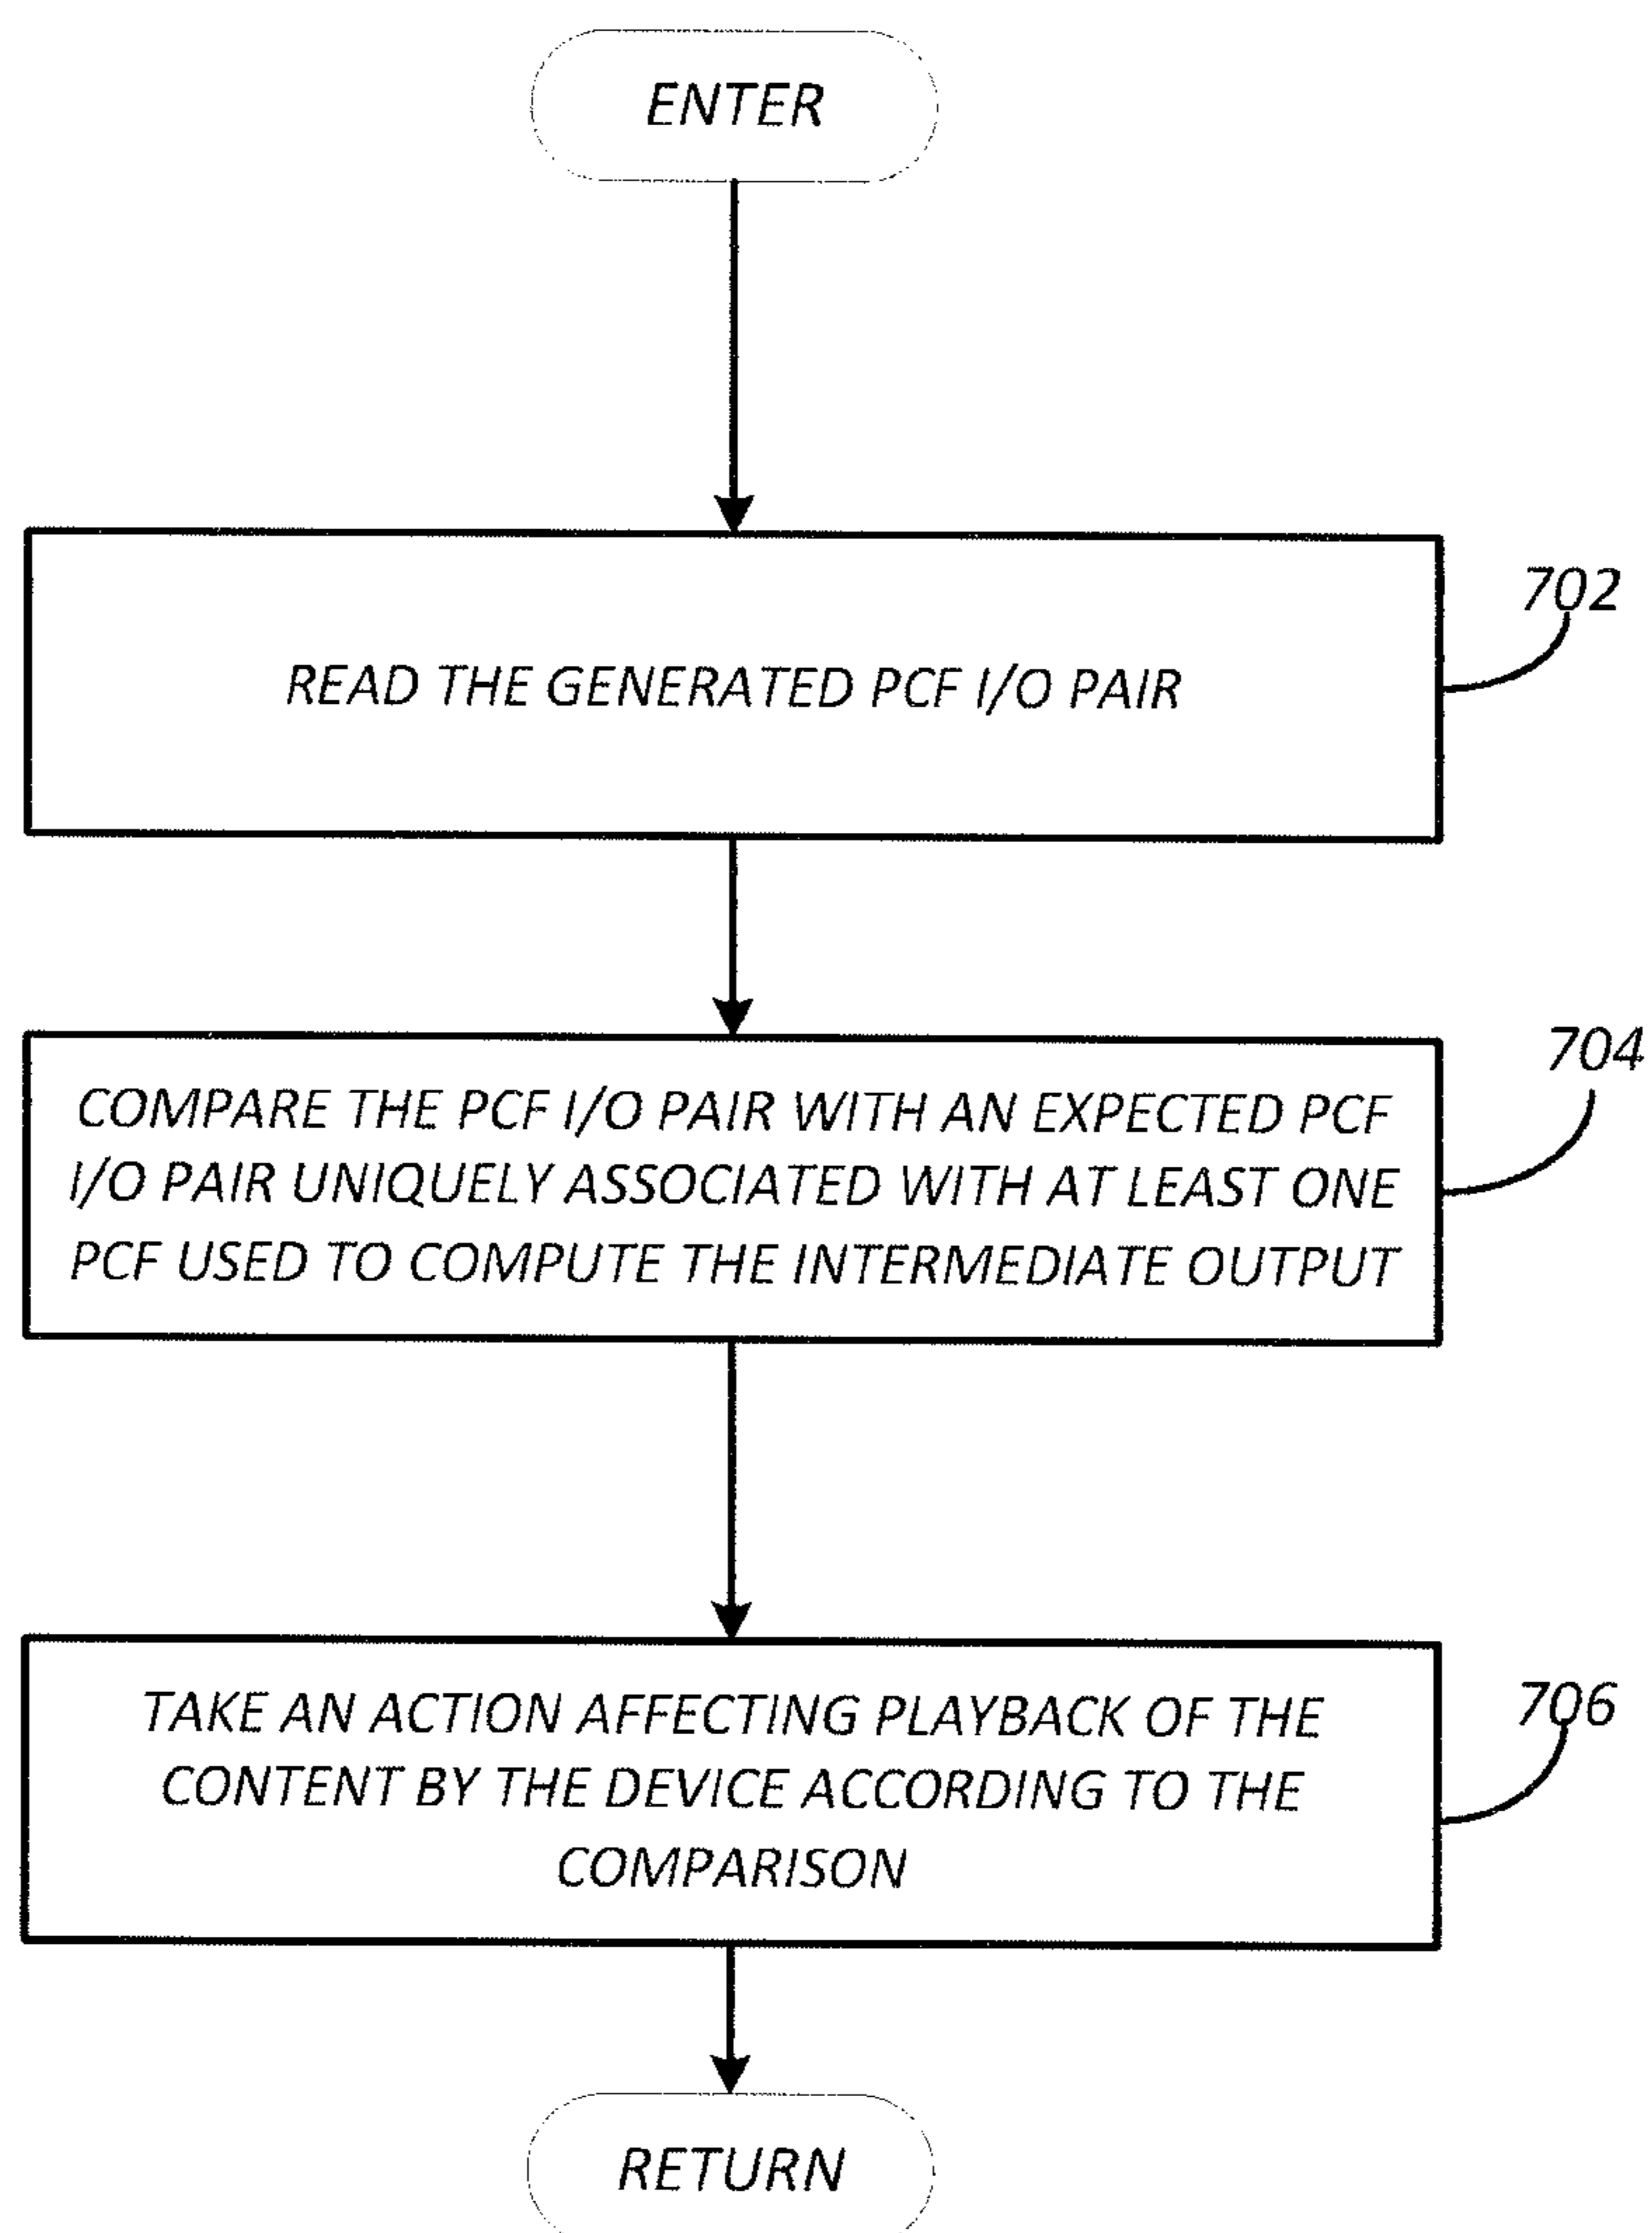 ENTER
702
READ THE GENERATED PCF I/O PAIR
704
COMPARE THE PCF I/O PAIR WITH AN EXPECTED PCF
I/O PAIR UNIQUELY ASSOCIATED WITH AT LEAST ONE
PCF USED TO COMPUTE THE INTERMEDIATE OUTPUT
706
TAKE AN ACTION AFFECTING PLAYBACK OF THE
CONTENT BY THE DEVICE ACCORDING TO THE
COMPARISON
RETURN